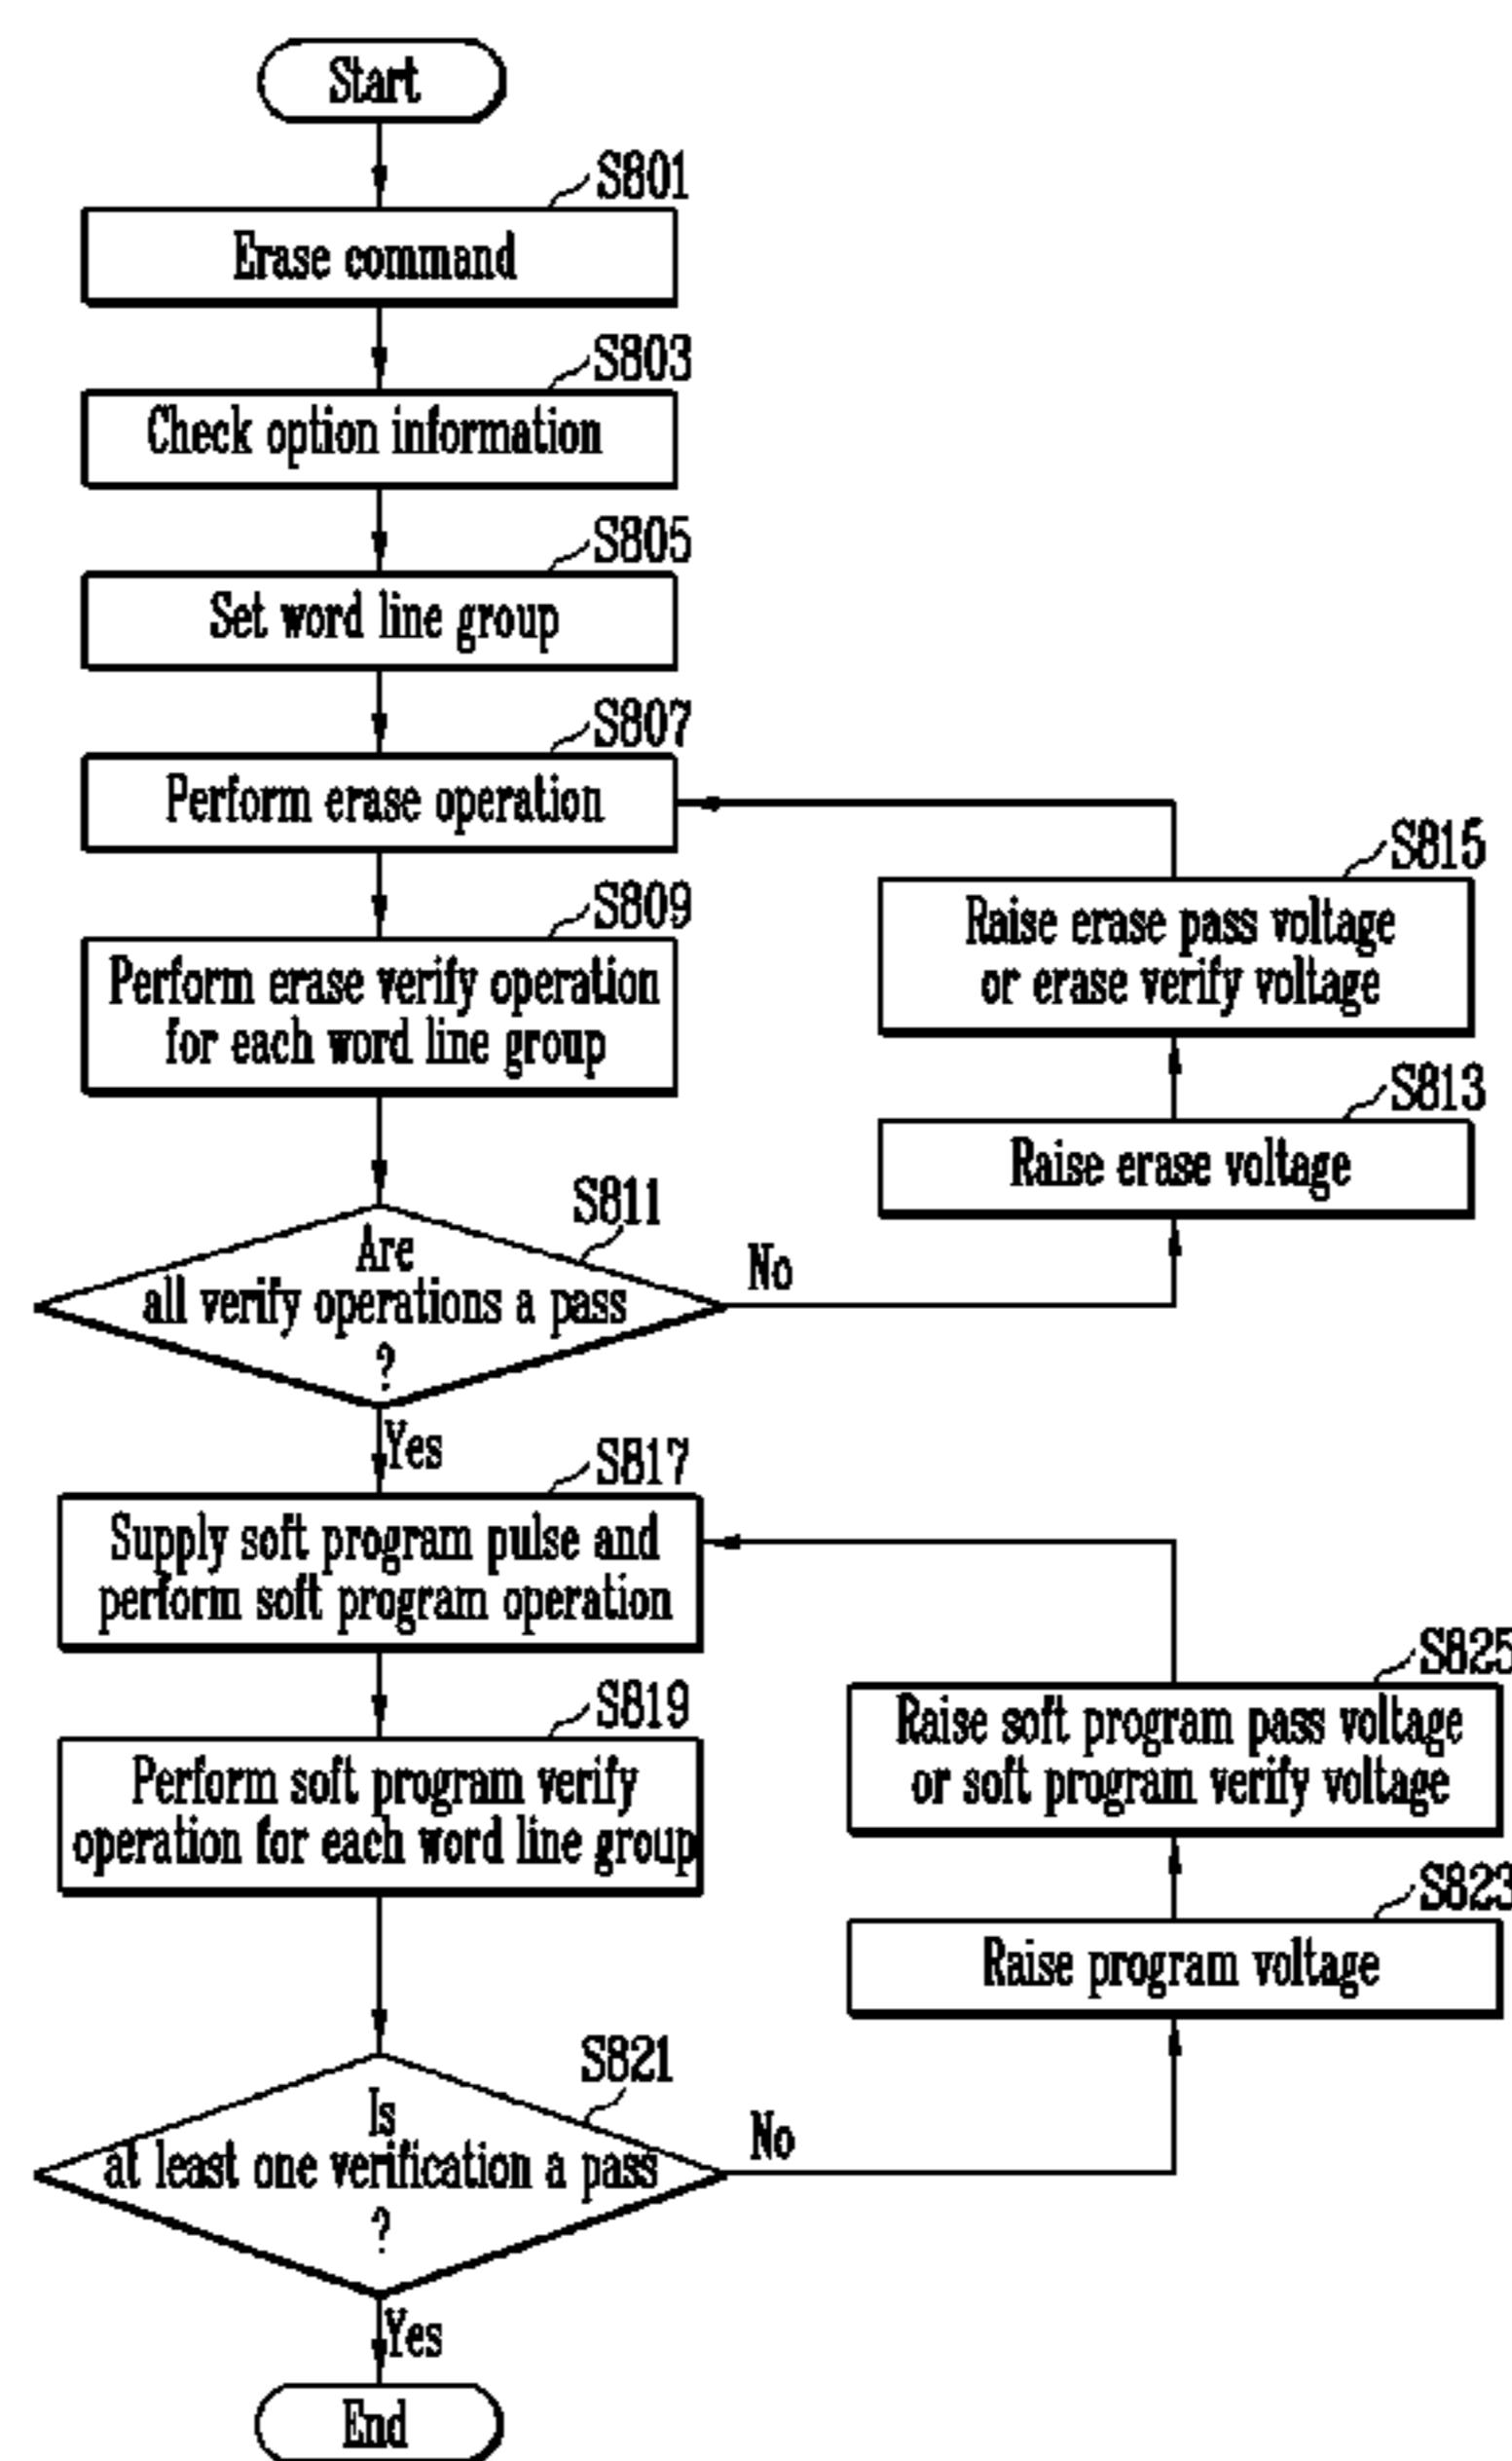 Start
S801
Erase command
S803
Check option information
S805
Set word line group
S807
Perform erase operation
S809
Perform erase verify operation
for each word line group
S815
Raise erase pass voltage
or erase verify voltage
S813
Raise erase voltage
S811
Are
all verify operations a pass
?
No
Yes
S817
Supply soft program pulse and
perform soft program operation
S819
Perform soft program verify
operation for each word line group
S825
Raise soft program pass voltage
or soft program verify voltage
S823
Raise program voltage
S821
Is
at least one verification a pass
?
No
Yes
End